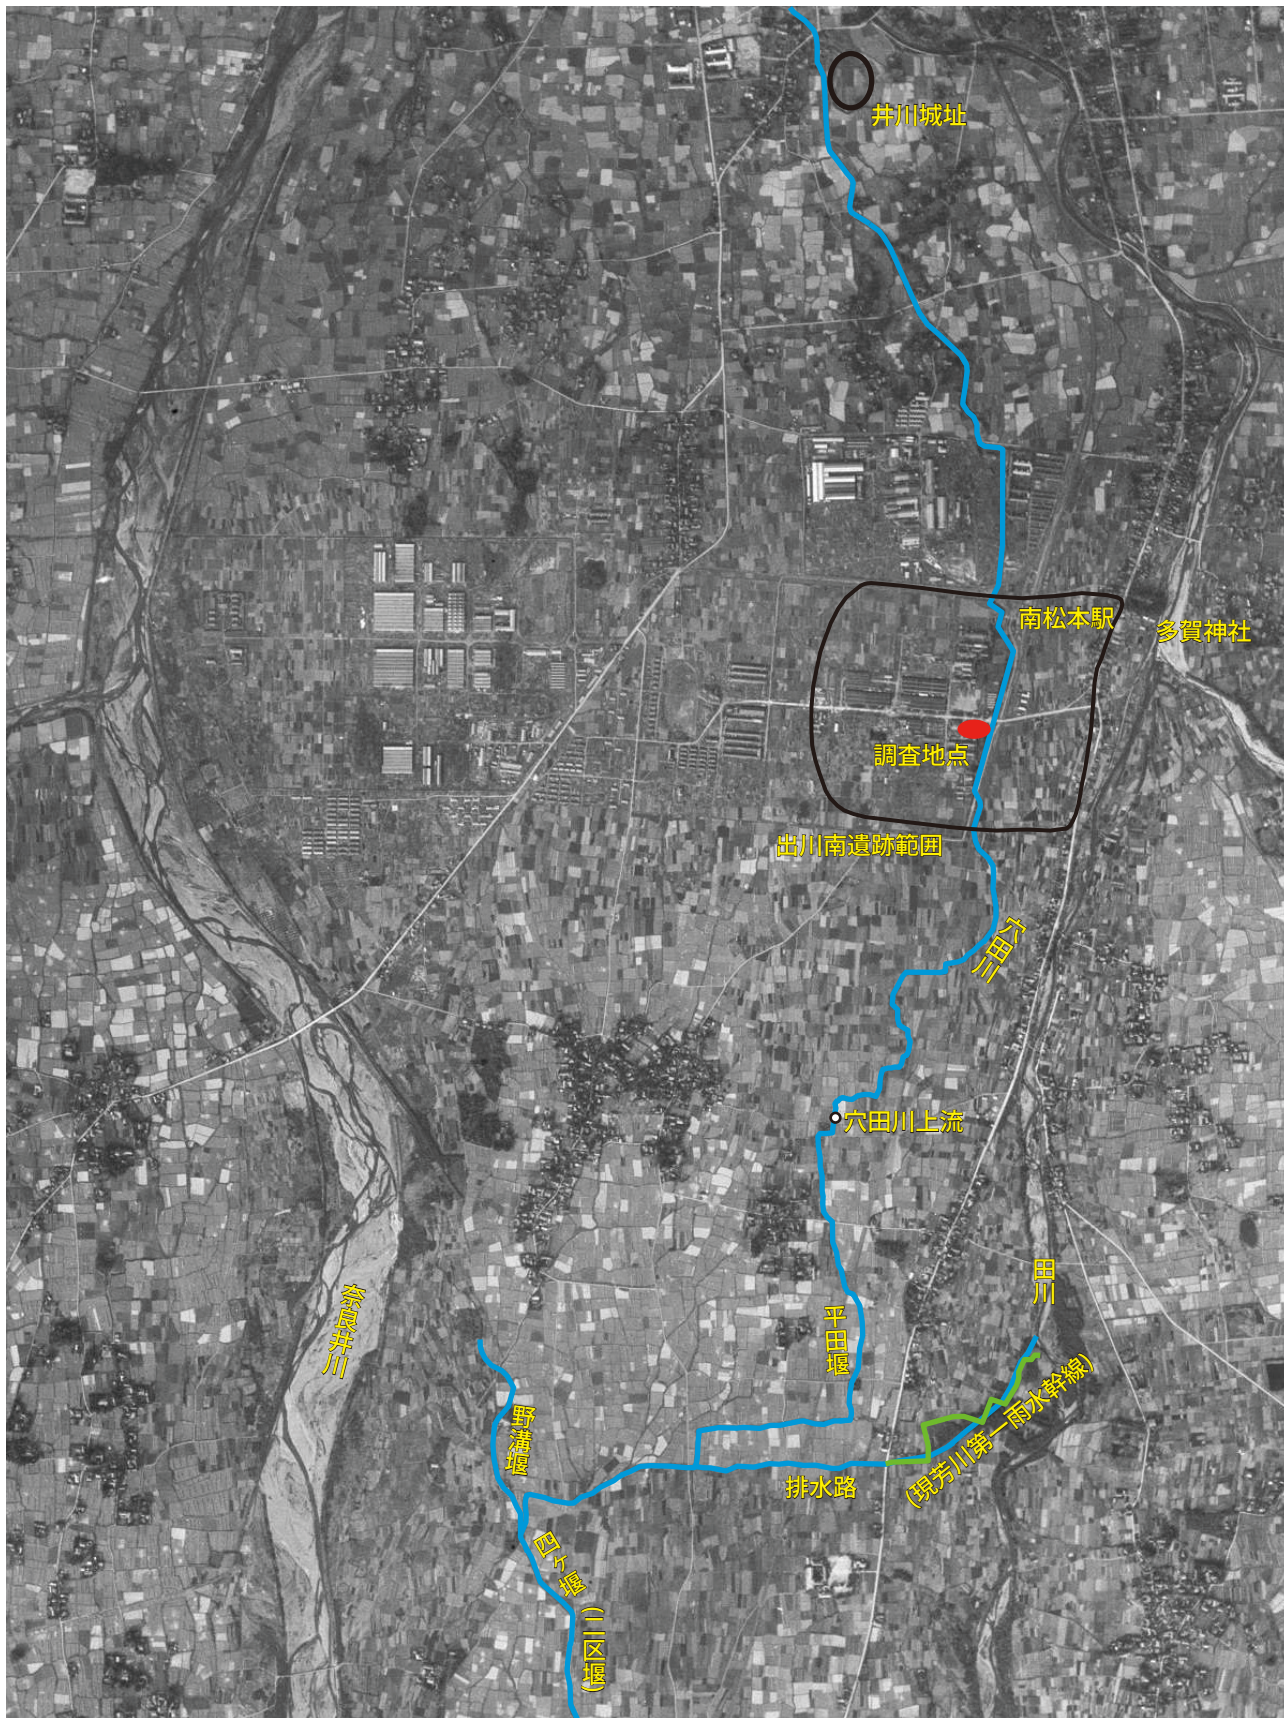 井川城址
南松本駅
多賀神社
調査地点
出川南遺跡範囲
穴田川
穴田川上流
田川
奈良井川
平田堰
野溝堰
(現芳川第一雨水幹線)
排水路
四ヶ堰
(二区堰)